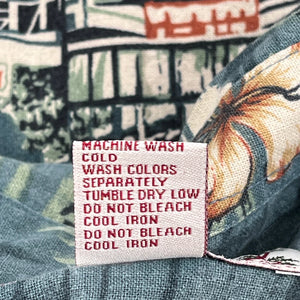 MACHINE WASH
COLD
WASH COLORS
SEPARATELY
TUMBLE DRY LOW
DO NOT BLEACH
COOL IRON
DO NOT BLEACH
COOL IRON